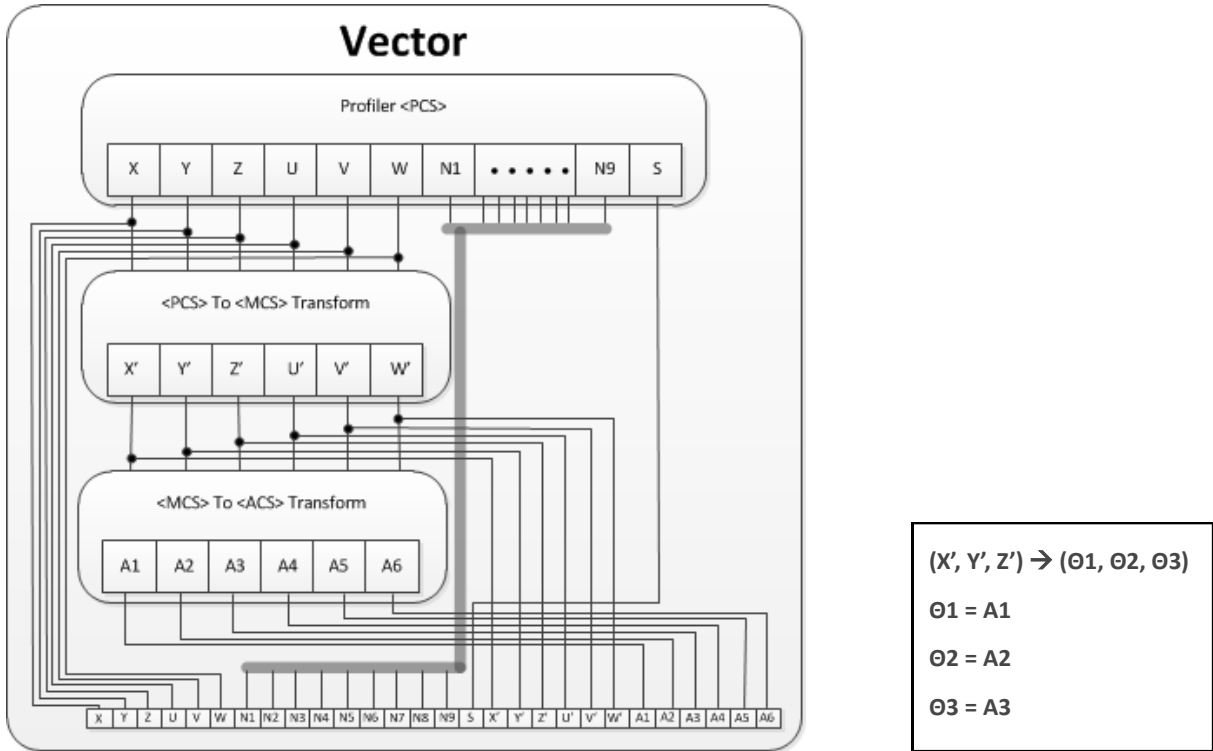 Vector
Profiler <PCS>
X Y Z U V W N1 • • • • • N9 S
<PCS> To <MCS> Transform
X' Y' Z' U' V' W'
<MCS> To <ACS> Transform
A1 A2 A3 A4 A5 A6
X Y Z U V W N1 N2 N3 N4 N5 N6 N7 N8 N9 S X' Y' Z' U' V' W' A1 A2 A3 A4 A5 A6
(X', Y', Z') → (Θ1, Θ2, Θ3)
Θ1 = A1
Θ2 = A2
Θ3 = A3